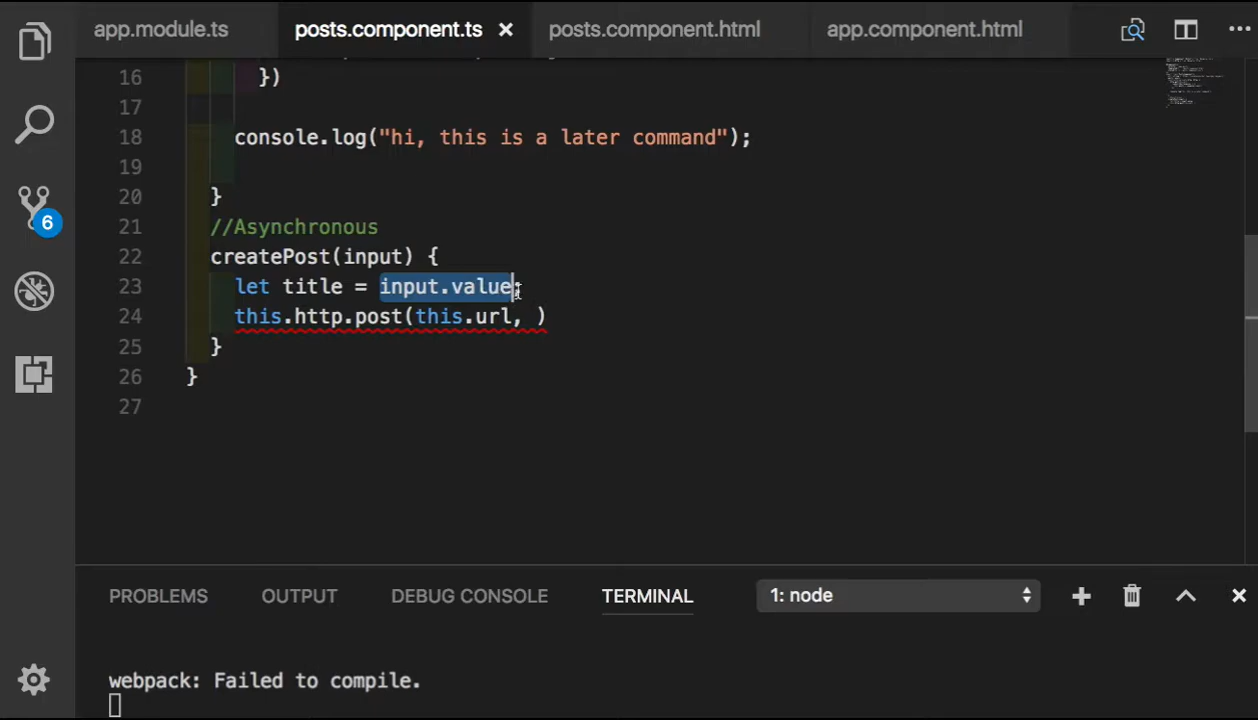 app.module.ts posts.component.ts posts.component.html app.component.html
16 })
17
18 console.log("hi, this is a later command");
19
20 }
21 //Asynchronous
22 createPost(input) {
23 let title = input.value;
24 this.http.post(this.url, )
25 }
26 }
27
6
PROBLEMS OUTPUT DEBUG CONSOLE TERMINAL 1: node
webpack: Failed to compile.